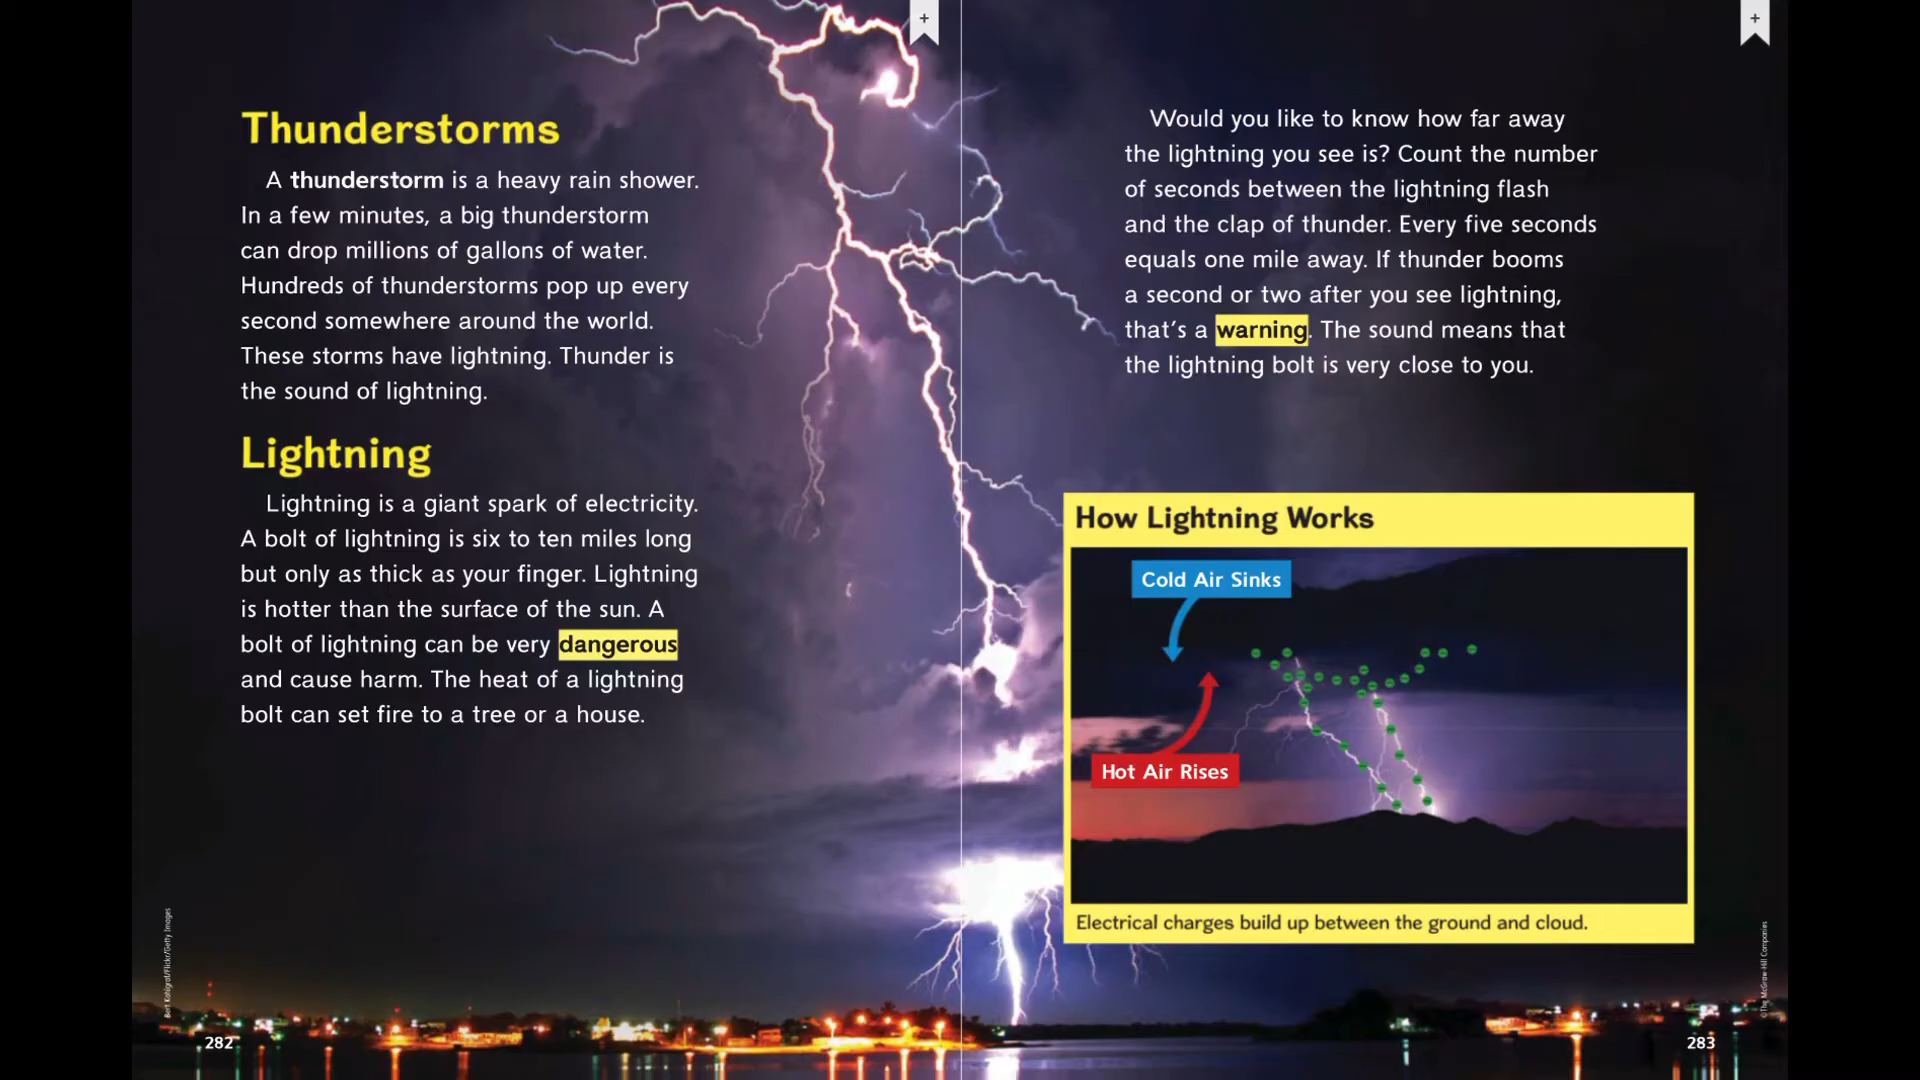 Thunderstorms
A thunderstorm is a heavy rain shower.
In a few minutes, a big thunderstorm
can drop millions of gallons of water.
Hundreds of thunderstorms pop up every
second somewhere around the world.
These storms have lightning. Thunder is
the sound of lightning.
Lightning
Lightning is a giant spark of electricity.
A bolt of lightning is six to ten miles long
but only as thick as your finger. Lightning
is hotter than the surface of the sun. A
bolt of lightning can be very dangerous
and cause harm. The heat of a lightning
bolt can set fire to a tree or a house.
Bert Kohlgraf/Flickr/Getty Images
282
Would you like to know how far away
the lightning you see is? Count the number
of seconds between the lightning flash
and the clap of thunder. Every five seconds
equals one mile away. If thunder booms
a second or two after you see lightning,
that's a warning. The sound means that
the lightning bolt is very close to you.
How Lightning Works
Cold Air Sinks
Hot Air Rises
Electrical charges build up between the ground and cloud.
©The McGraw-Hill Companies
283